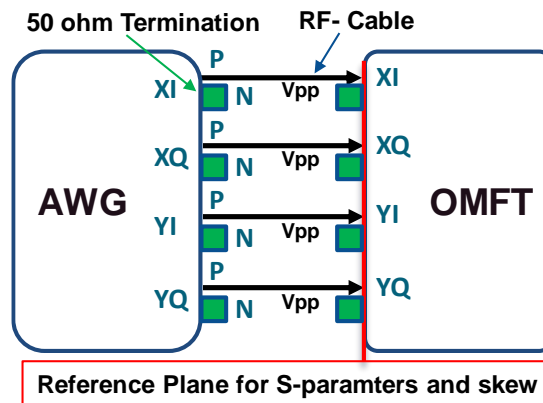 50 ohm Termination
RF- Cable
P
XI
N
Vpp
XI
P
XQ
N
Vpp
XQ
AWG
OMFT
P
YI
N
Vpp
YI
P
YQ
N
Vpp
YQ
Reference Plane for S-paramters and skew